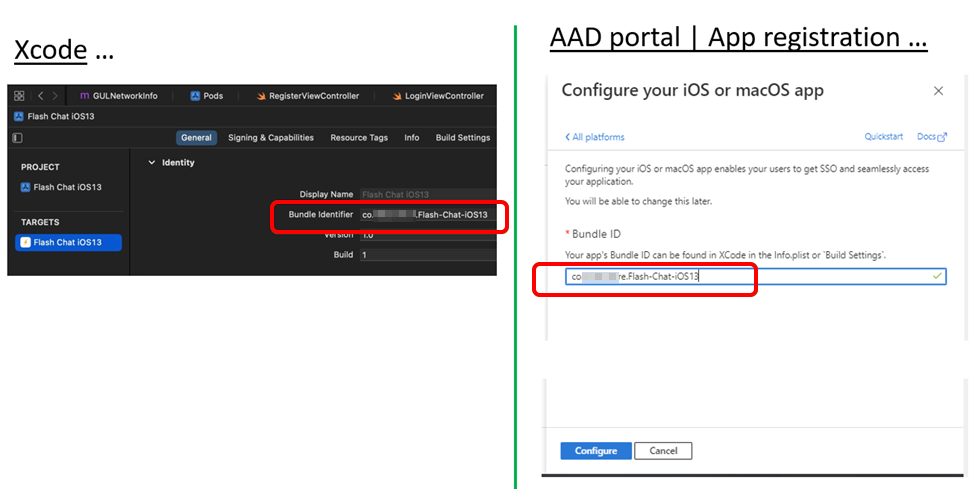 Xcode ...
GULNetworkInfo
Pods
RegisterViewController
LoginViewController
Flash Chat iOS13
General
Signing & Capabilities
Resource Tags
Info
Build Settings
PROJECT
Flash Chat iOS13
TARGETS
Flash Chat iOS13
Identity
Display Name Flash Chat iOS13
Bundle Identifier co. .Flash-Chat-iOS13
Version 1.0
Build 1
AAD portal | App registration ...
Configure your iOS or macOS app
All platforms
Quickstart
Docs
Configuring your iOS or macOS app enables your users to get SSO and seamlessly access
your application.
You will be able to change this later.
* Bundle ID
Your app's Bundle ID can be found in XCode in the Info.plist or `Build Settings`.
co re.Flash-Chat-iOS13
Configure
Cancel